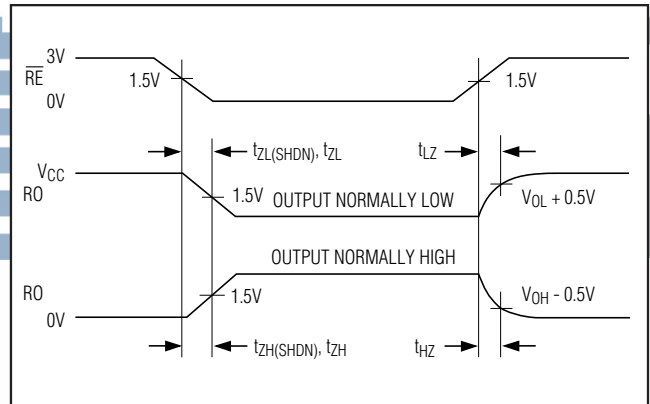 3V
RE
0V
1.5V
1.5V
tZL(SHDN), tZL
tLZ
VCC
RO
1.5V
OUTPUT NORMALLY LOW
VOL + 0.5V
OUTPUT NORMALLY HIGH
RO
0V
1.5V
VOH - 0.5V
tZH(SHDN), tZH
tHZ